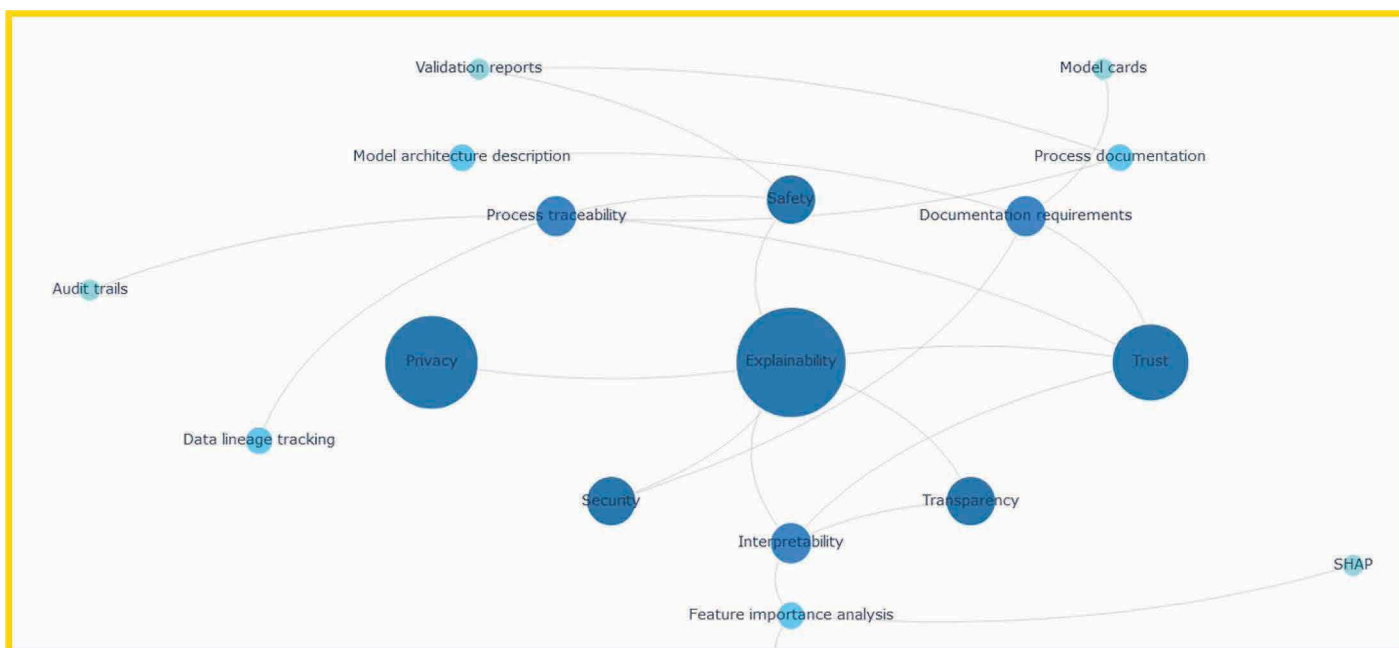 Validation reports
Model cards
Model architecture description
Process documentation
Safety
Process traceability
Documentation requirements
Audit trails
Privacy
Explainability
Trust
Data lineage tracking
Security
Transparency
Interpretability
SHAP
Feature importance analysis